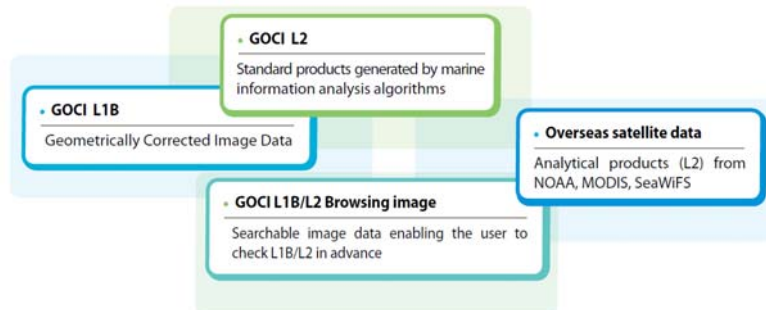 • GOCI L2
Standard products generated by marine
information analysis algorithms
• GOCI L1B
Geometrically Corrected Image Data
• Overseas satellite data
Analytical products (L2) from
NOAA, MODIS, SeaWiFS
• GOCI L1B/L2 Browsing image
Searchable image data enabling the user to
check L1B/L2 in advance